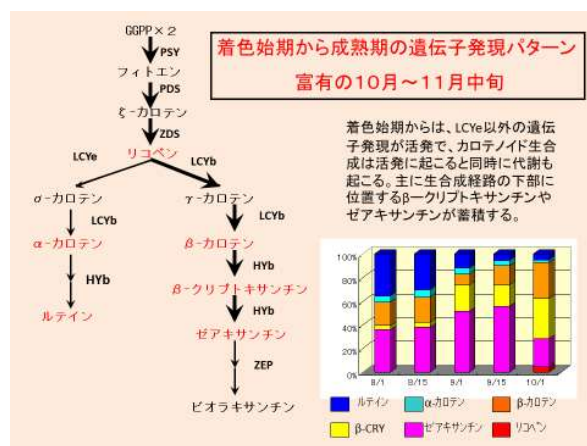 着色始期から成熟期の遺伝子発現パターン
富有の10月～11月中旬
GGPP×2
PSY
フィトエン
PDS
ζ-カロテン
ZDS
リコペン
LCYe
LCYb
σ-カロテン
γ-カロテン
LCYb
LCYb
α-カロテン
β-カロテン
HYb
HYb
β-クリプトキサンチン
ルテイン
HYb
ゼアキサンチン
ZEP
ビオラキサンチン
着色始期からは、LCYe以外の遺伝
子発現が活発で、カロテノイド生合
成は活発に起こると同時に代謝も
起こる。主に生合成経路の下部に
位置するβークリプトキサンチンや
ゼアキサンチンが蓄積する。
100%
80%
60%
40%
20%
0%
8/1 8/15 9/1 9/15 10/1
ルテイン α-カロテン β-カロテン
β-CRY ゼアキサンチン リコペン